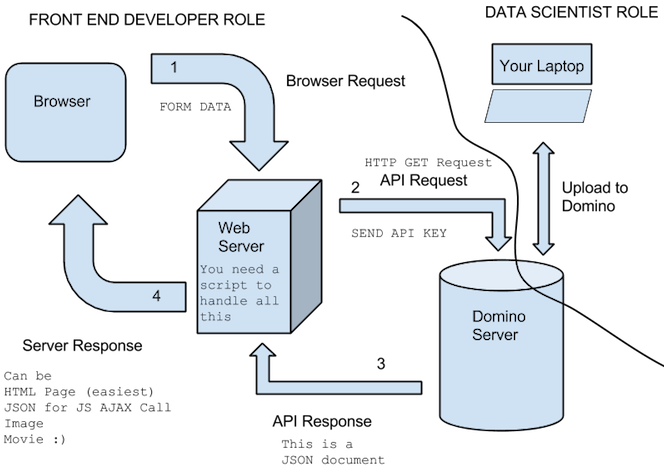 FRONT END DEVELOPER ROLE
DATA SCIENTIST ROLE
Browser
1
FORM DATA
Browser Request
Your Laptop
Upload to
Domino
HTTP GET Request
2
API Request
SEND API KEY
Web
Server
You need a
script to
handle all
this
Domino
Server
4
Server Response
Can be
HTML Page (easiest)
JSON for JS AJAX Call
Image
Movie :)
3
API Response
This is a
JSON document